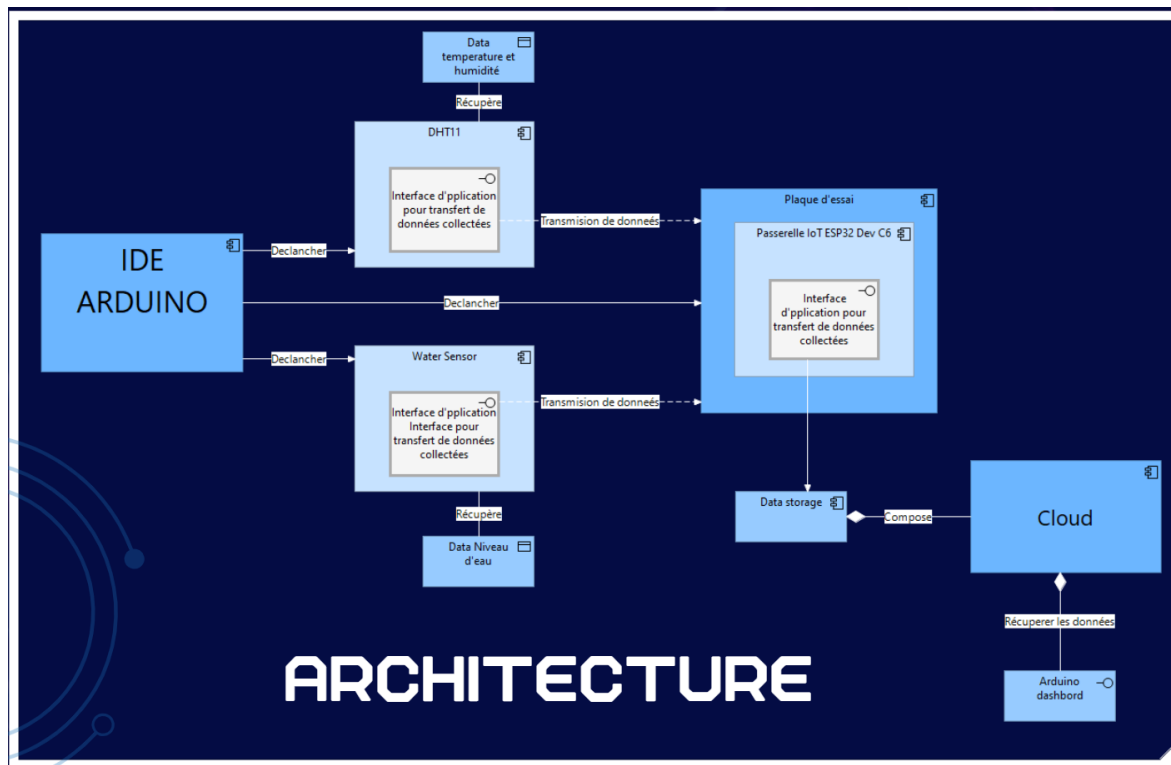 Data
temperature et
humidité
Récupère
DHT11
Interface d'pplication
pour transfert de
données collectées
Transmision de donneés
Plaque d'essai
Passerelle IoT ESP32 Dev C6
Interface
d'pplication pour
transfert de données
collectées
IDE
ARDUINO
Declancher
Declancher
Declancher
Water Sensor
Interface d'pplication
Interface pour
transfert de données
collectées
Transmision de donneés
Récupère
Data Niveau
d'eau
Data storage
Compose
Cloud
Récuperer les données
Arduino
dashbord
ARCHITECTURE